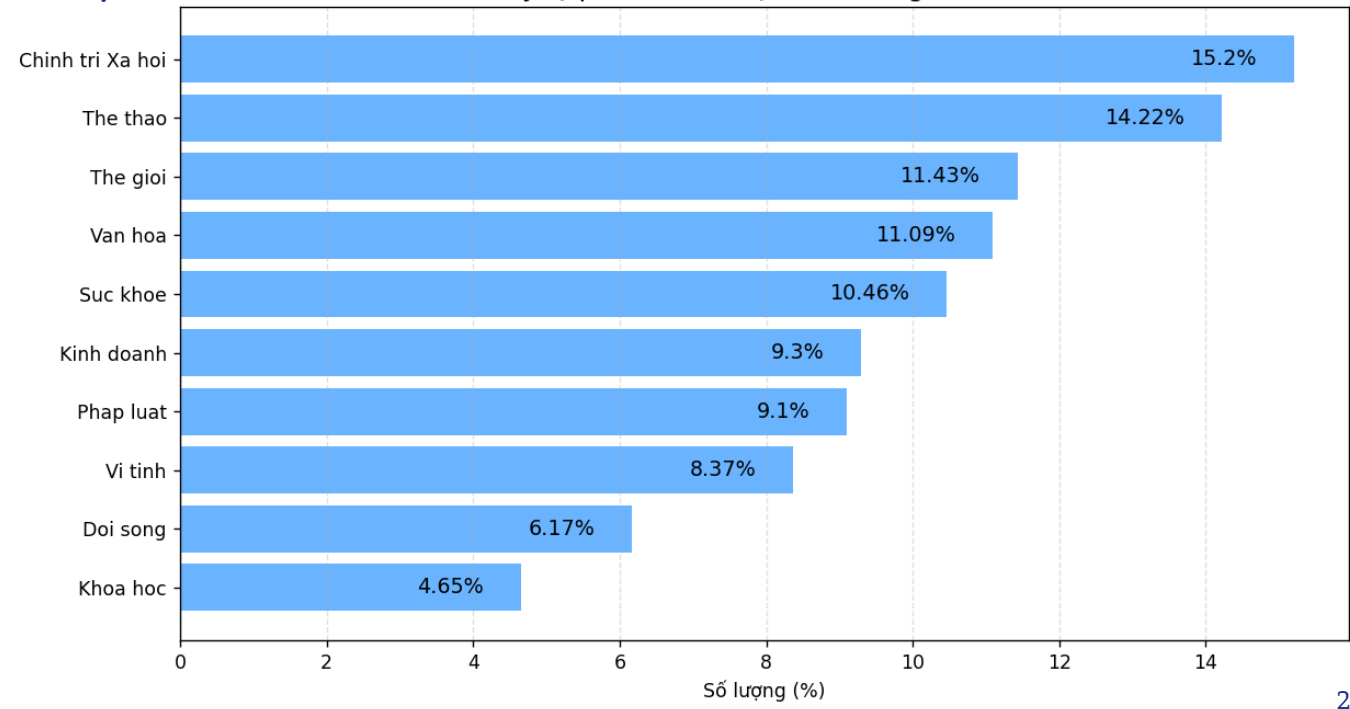 Chinh tri Xa hoi 15.2%
The thao 14.22%
The gioi 11.43%
Van hoa 11.09%
Suc khoe 10.46%
Kinh doanh 9.3%
Phap luat 9.1%
Vi tinh 8.37%
Doi song 6.17%
Khoa hoc 4.65%
0 2 4 6 8 10 12 14
Số lượng (%)
2